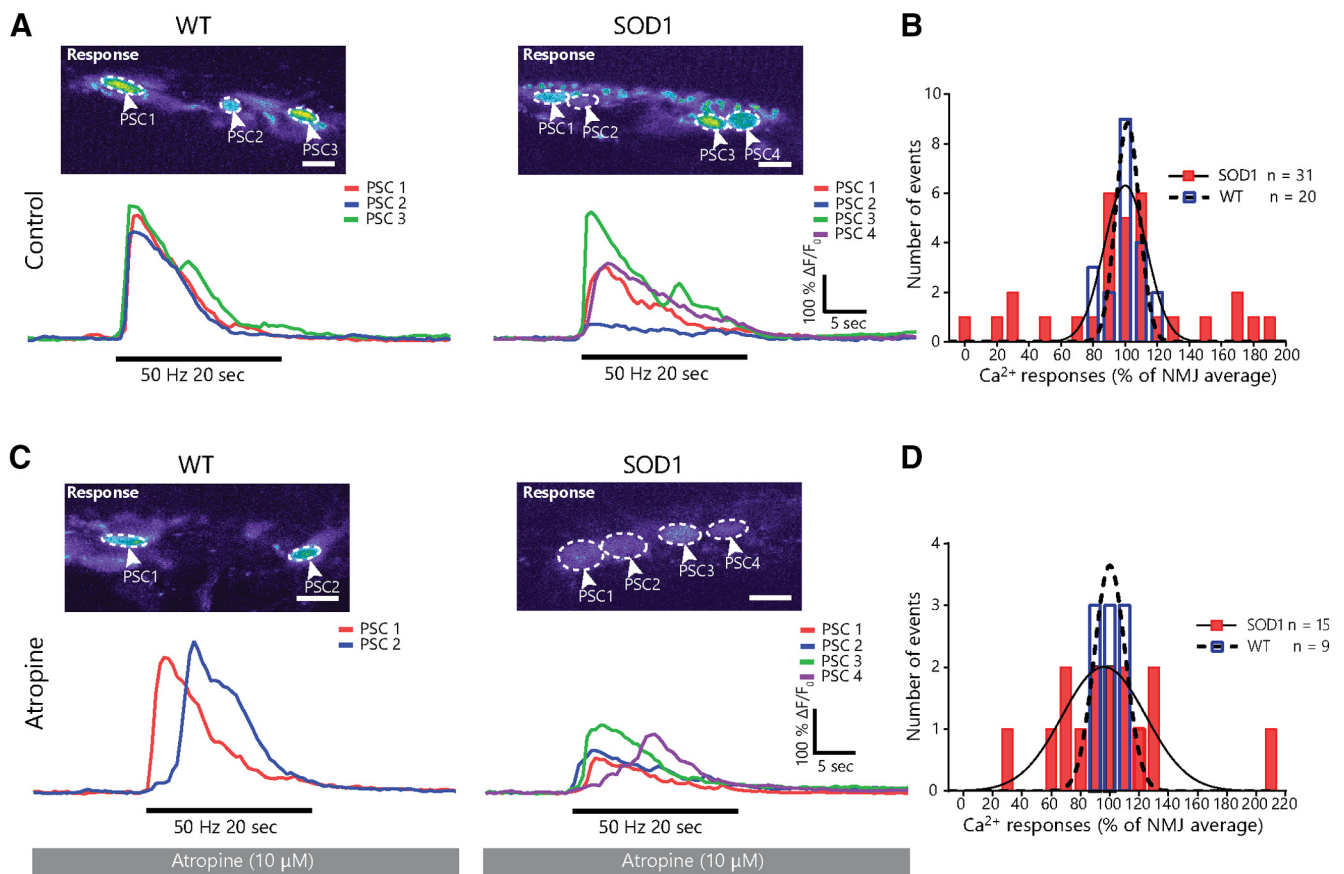 A
WT
SOD1
B
Response
PSC1
PSC2
PSC3
Response
PSC1
PSC2
PSC3
PSC4
Control
PSC 1
PSC 2
PSC 3
PSC 1
PSC 2
PSC 3
PSC 4
100 % ΔF/F₀
5 sec
50 Hz 20 sec
50 Hz 20 sec
Number of events
10
8
6
4
2
0
SOD1 n = 31
WT n = 20
0 20 40 60 80 100 120 140 160 180 200
Ca²⁺ responses (% of NMJ average)
C
WT
SOD1
D
Response
PSC1
PSC2
Response
PSC1
PSC2
PSC3
PSC4
Atropine
PSC 1
PSC 2
PSC 1
PSC 2
PSC 3
PSC 4
100 % ΔF/F₀
5 sec
50 Hz 20 sec
50 Hz 20 sec
Atropine (10 µM)
Atropine (10 µM)
Number of events
4
3
2
1
0
SOD1 n = 15
WT n = 9
0 20 40 60 80 100 120 140 160 180 200 220
Ca²⁺ responses (% of NMJ average)